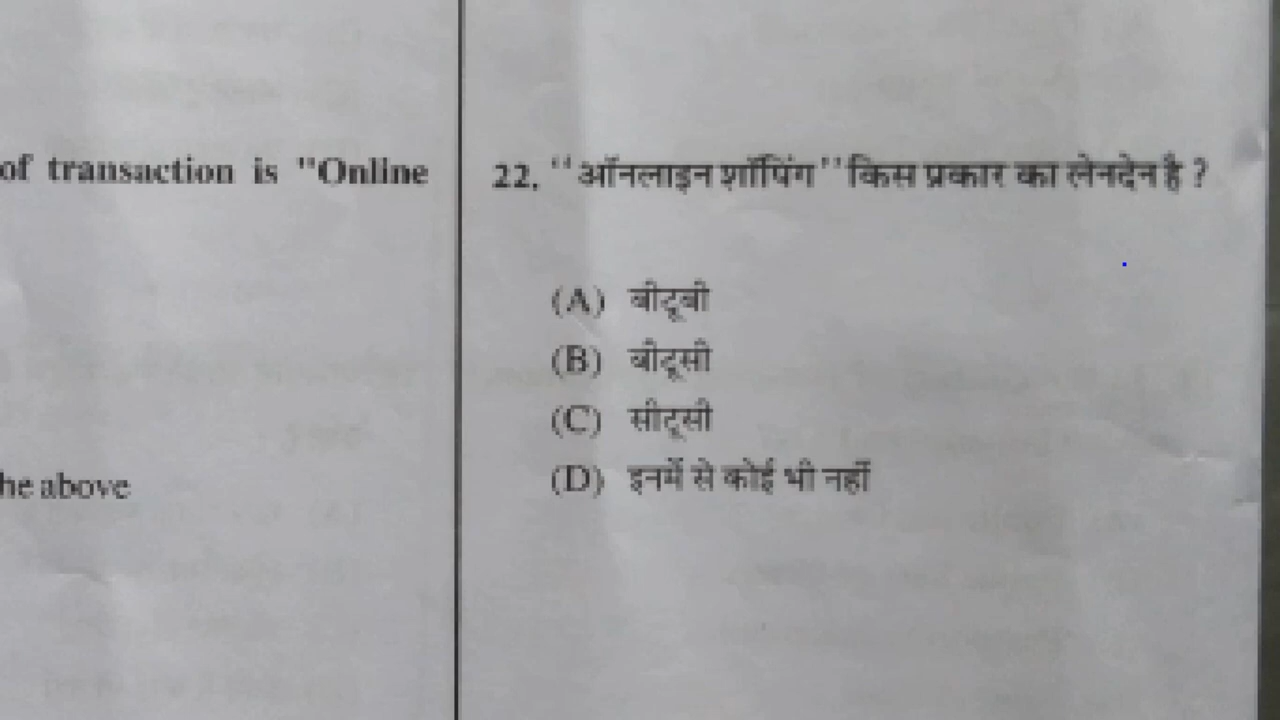 of transaction is "Online
he above
22. "ऑनलाइन शॉपिंग" किस प्रकार का लेनदेन है ?
(A) बीटूबी
(B) बीटूसी
(C) सीटूसी
(D) इनमें से कोई भी नहीं